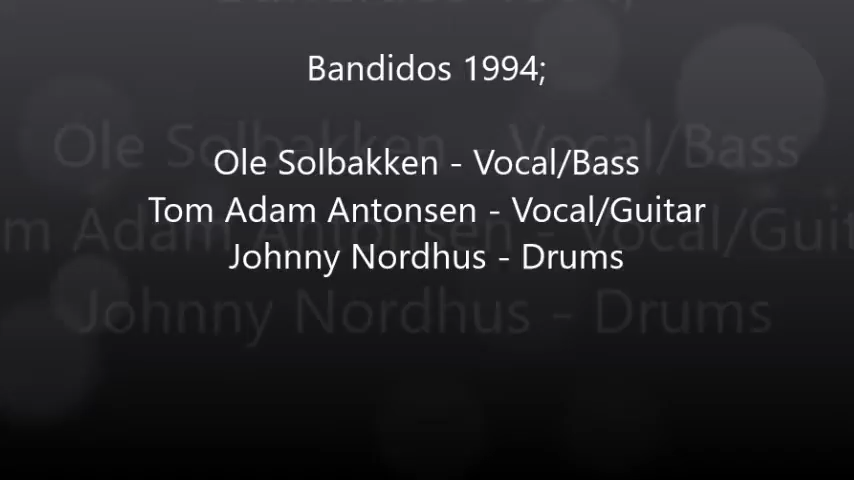 Bandidos 1994;
Ole Solbakken - Vocal/Bass
Tom Adam Antonsen - Vocal/Guitar
Johnny Nordhus - Drums